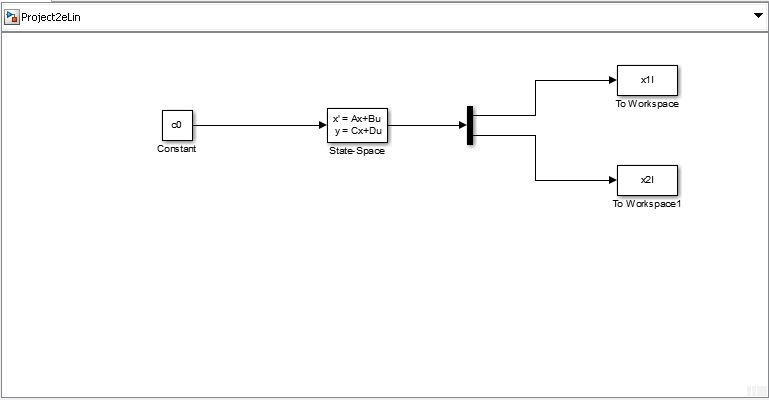 Project2eLin
c0
Constant
x' = Ax+Bu
y = Cx+Du
State-Space
x1l
To Workspace
x2l
To Workspace1